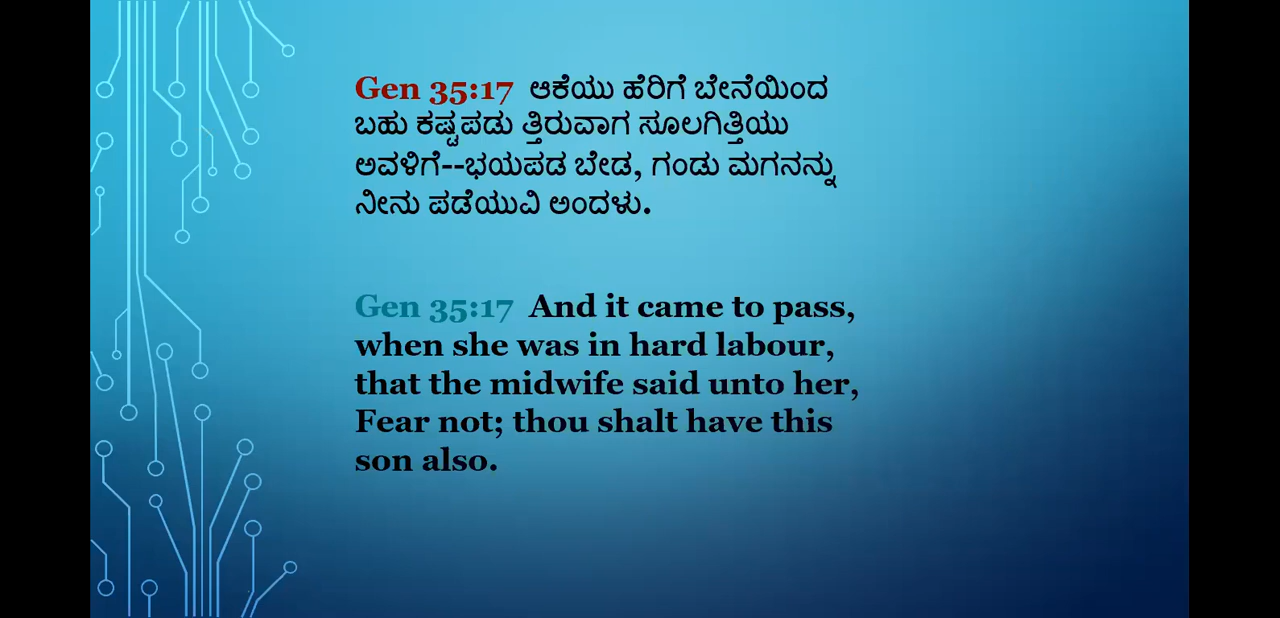 Gen 35:17 ಆಕೆಯು ಹೆರಿಗೆ ಬೇನೆಯಿಂದ
ಬಹು ಕಷ್ಟಪಡು ತ್ತಿರುವಾಗ ಸೂಲಗಿತ್ತಿಯು
ಅವಳಿಗೆ--ಭಯಪಡ ಬೇಡ, ಗಂಡು ಮಗನನ್ನು
ನೀನು ಪಡೆಯುವಿ ಅಂದಳು.
Gen 35:17 And it came to pass,
when she was in hard labour,
that the midwife said unto her,
Fear not; thou shalt have this
son also.